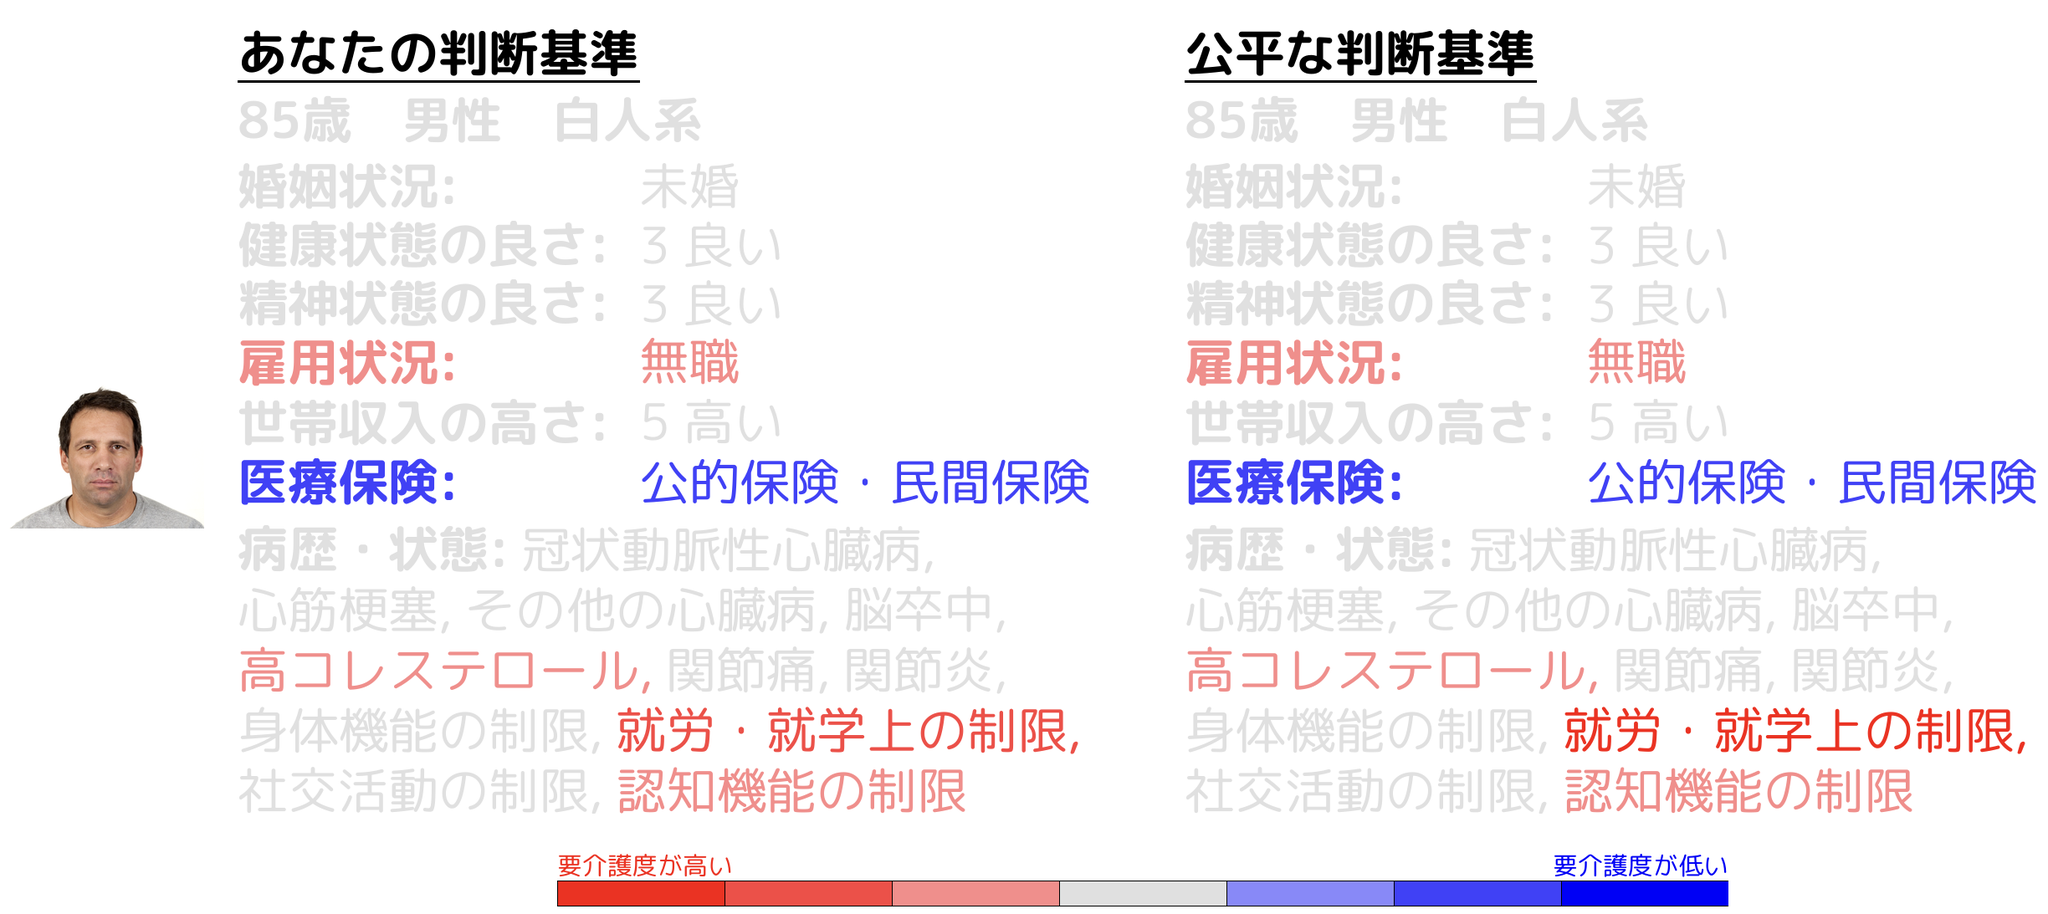 あなたの判断基準
85歳　男性　白人系
婚姻状況: 未婚
健康状態の良さ: 3 良い
精神状態の良さ: 3 良い
雇用状況: 無職
世帯収入の高さ: 5 高い
医療保険: 公的保険・民間保険
病歴・状態: 冠状動脈性心臓病,
心筋梗塞, その他の心臓病, 脳卒中,
高コレステロール, 関節痛, 関節炎,
身体機能の制限, 就労・就学上の制限,
社交活動の制限, 認知機能の制限
公平な判断基準
85歳　男性　白人系
婚姻状況: 未婚
健康状態の良さ: 3 良い
精神状態の良さ: 3 良い
雇用状況: 無職
世帯収入の高さ: 5 高い
医療保険: 公的保険・民間保険
病歴・状態: 冠状動脈性心臓病,
心筋梗塞, その他の心臓病, 脳卒中,
高コレステロール, 関節痛, 関節炎,
身体機能の制限, 就労・就学上の制限,
社交活動の制限, 認知機能の制限
要介護度が高い
要介護度が低い